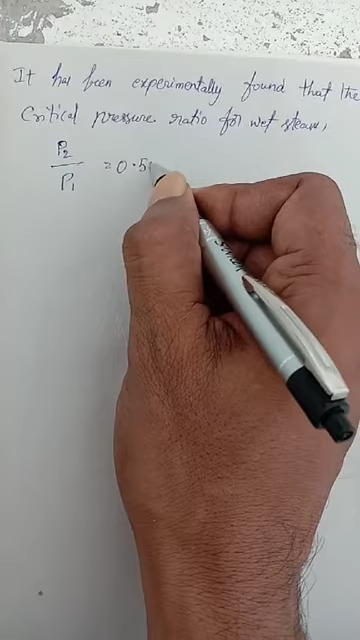 It has been experimentally found that the
critical pressure ratio for wet steam,
P2
P1
= 0.5